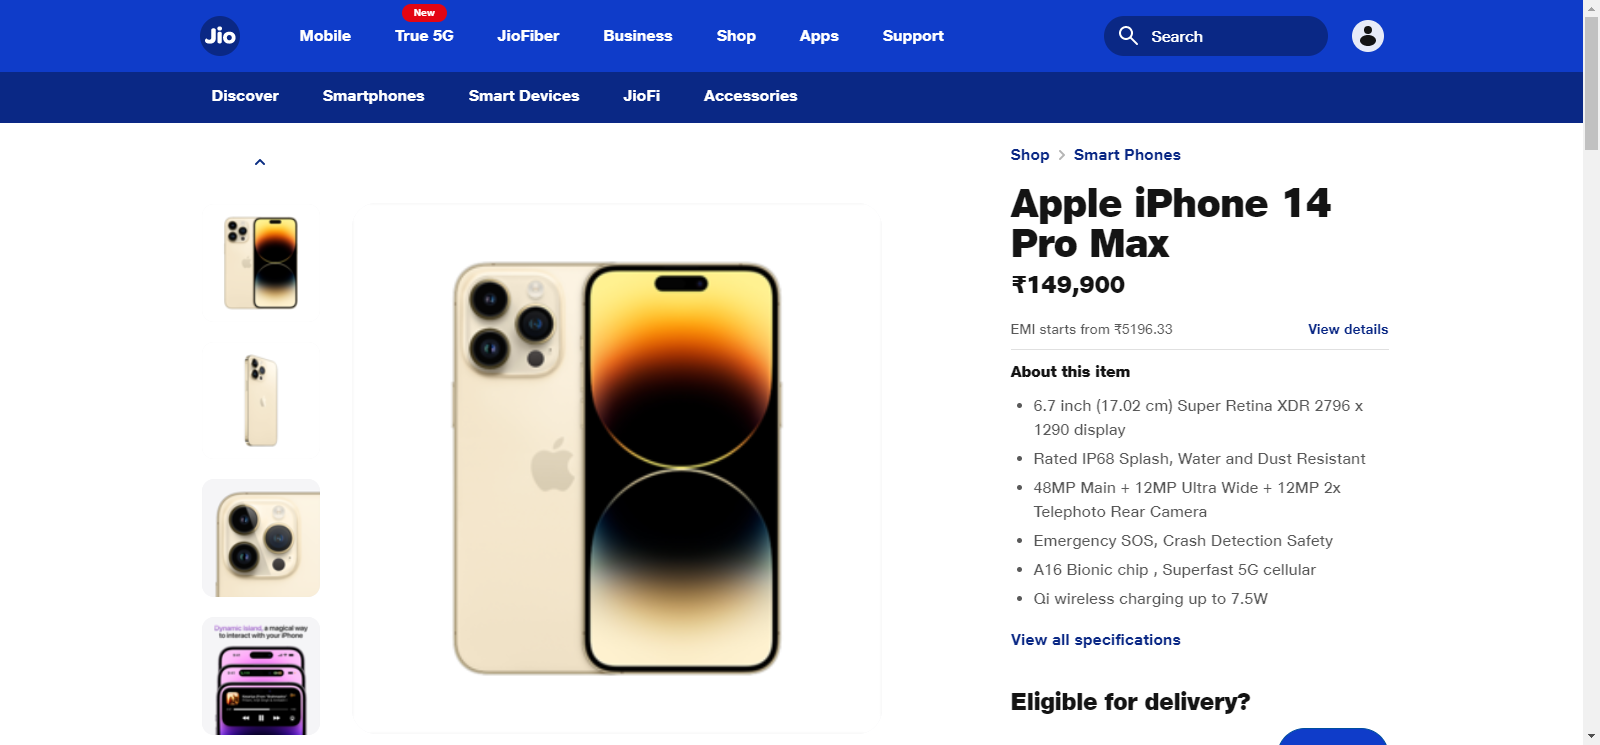 Jio
Mobile
New
True 5G
JioFiber
Business
Shop
Apps
Support
Search
Discover
Smartphones
Smart Devices
JioFi
Accessories
Shop > Smart Phones
Apple iPhone 14
Pro Max
₹149,900
EMI starts from ₹5196.33
View details
About this item
• 6.7 inch (17.02 cm) Super Retina XDR 2796 x
1290 display
• Rated IP68 Splash, Water and Dust Resistant
• 48MP Main + 12MP Ultra Wide + 12MP 2x
Telephoto Rear Camera
• Emergency SOS, Crash Detection Safety
• A16 Bionic chip , Superfast 5G cellular
• Qi wireless charging up to 7.5W
View all specifications
Eligible for delivery?
Dynamic Island, a magical way
to interact with your iPhone